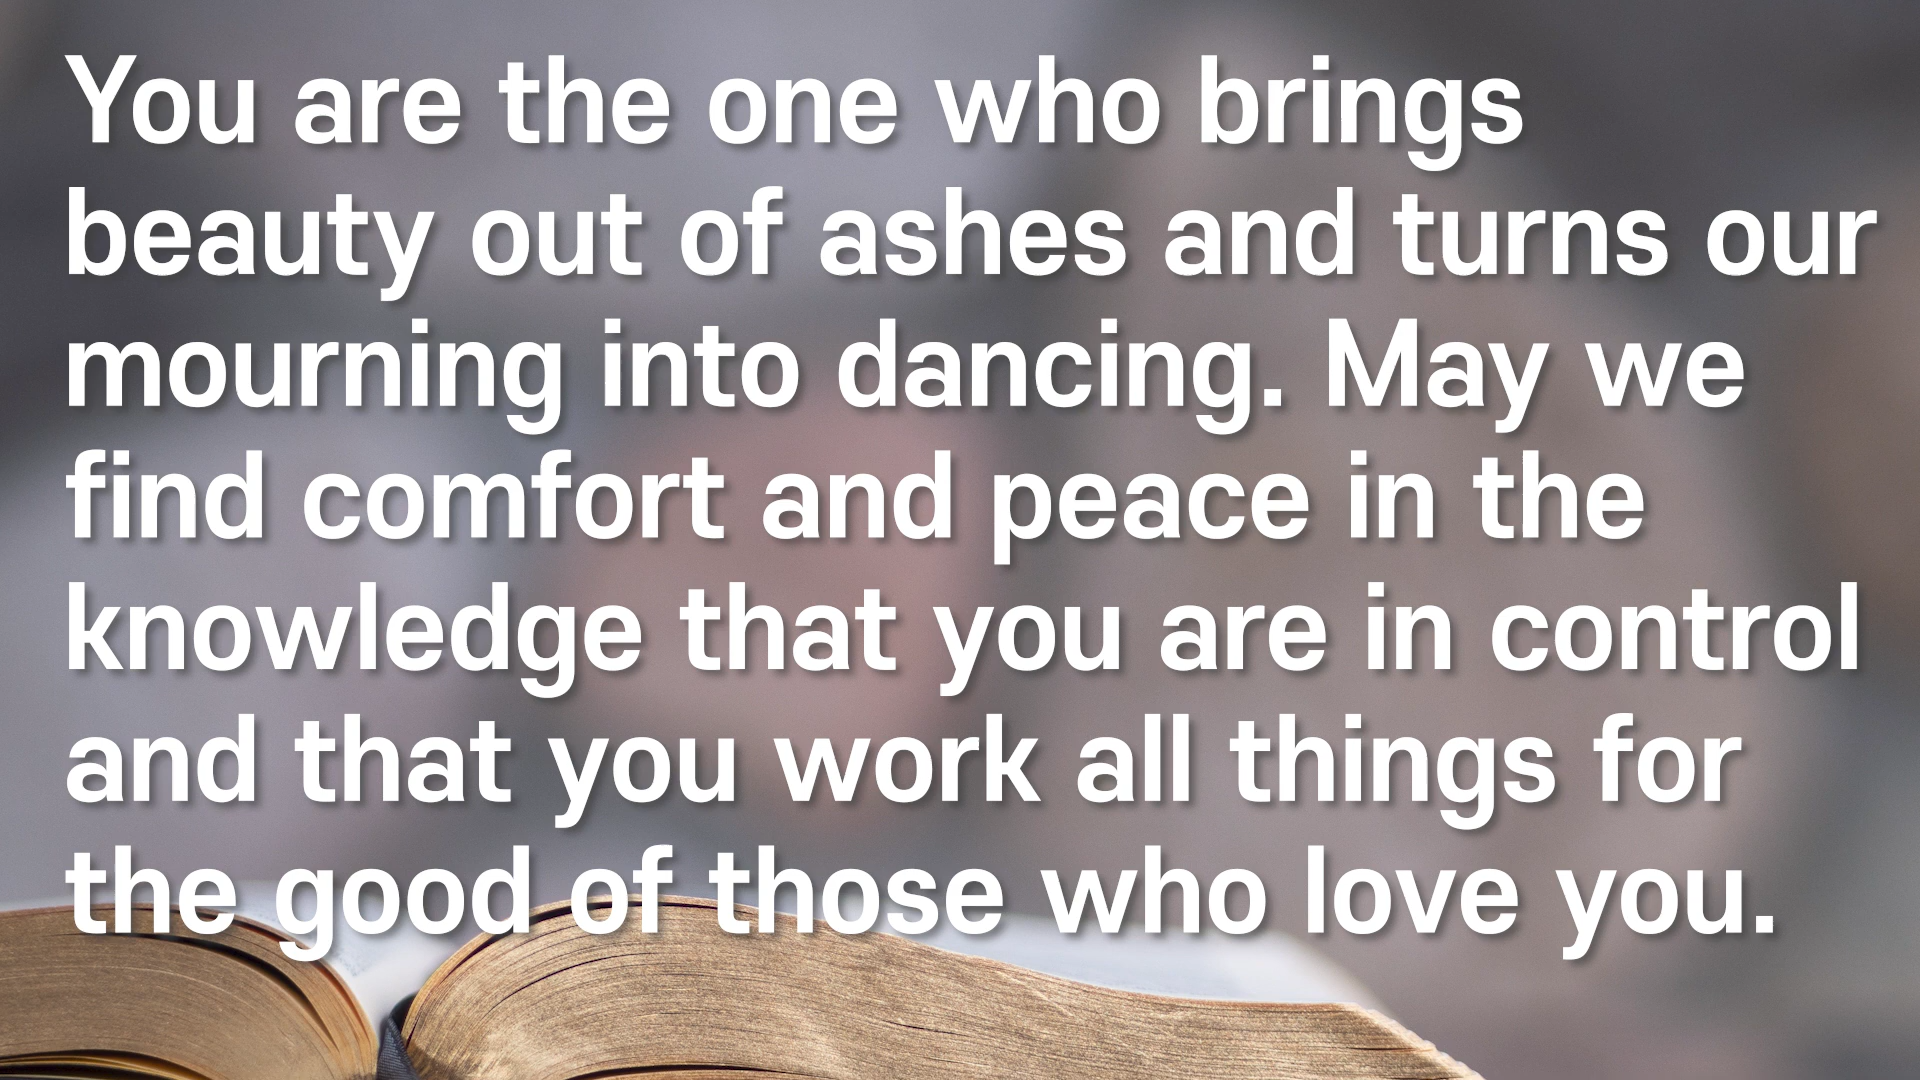 You are the one who brings
beauty out of ashes and turns our
mourning into dancing. May we
find comfort and peace in the
knowledge that you are in control
and that you work all things for
the good of those who love you.